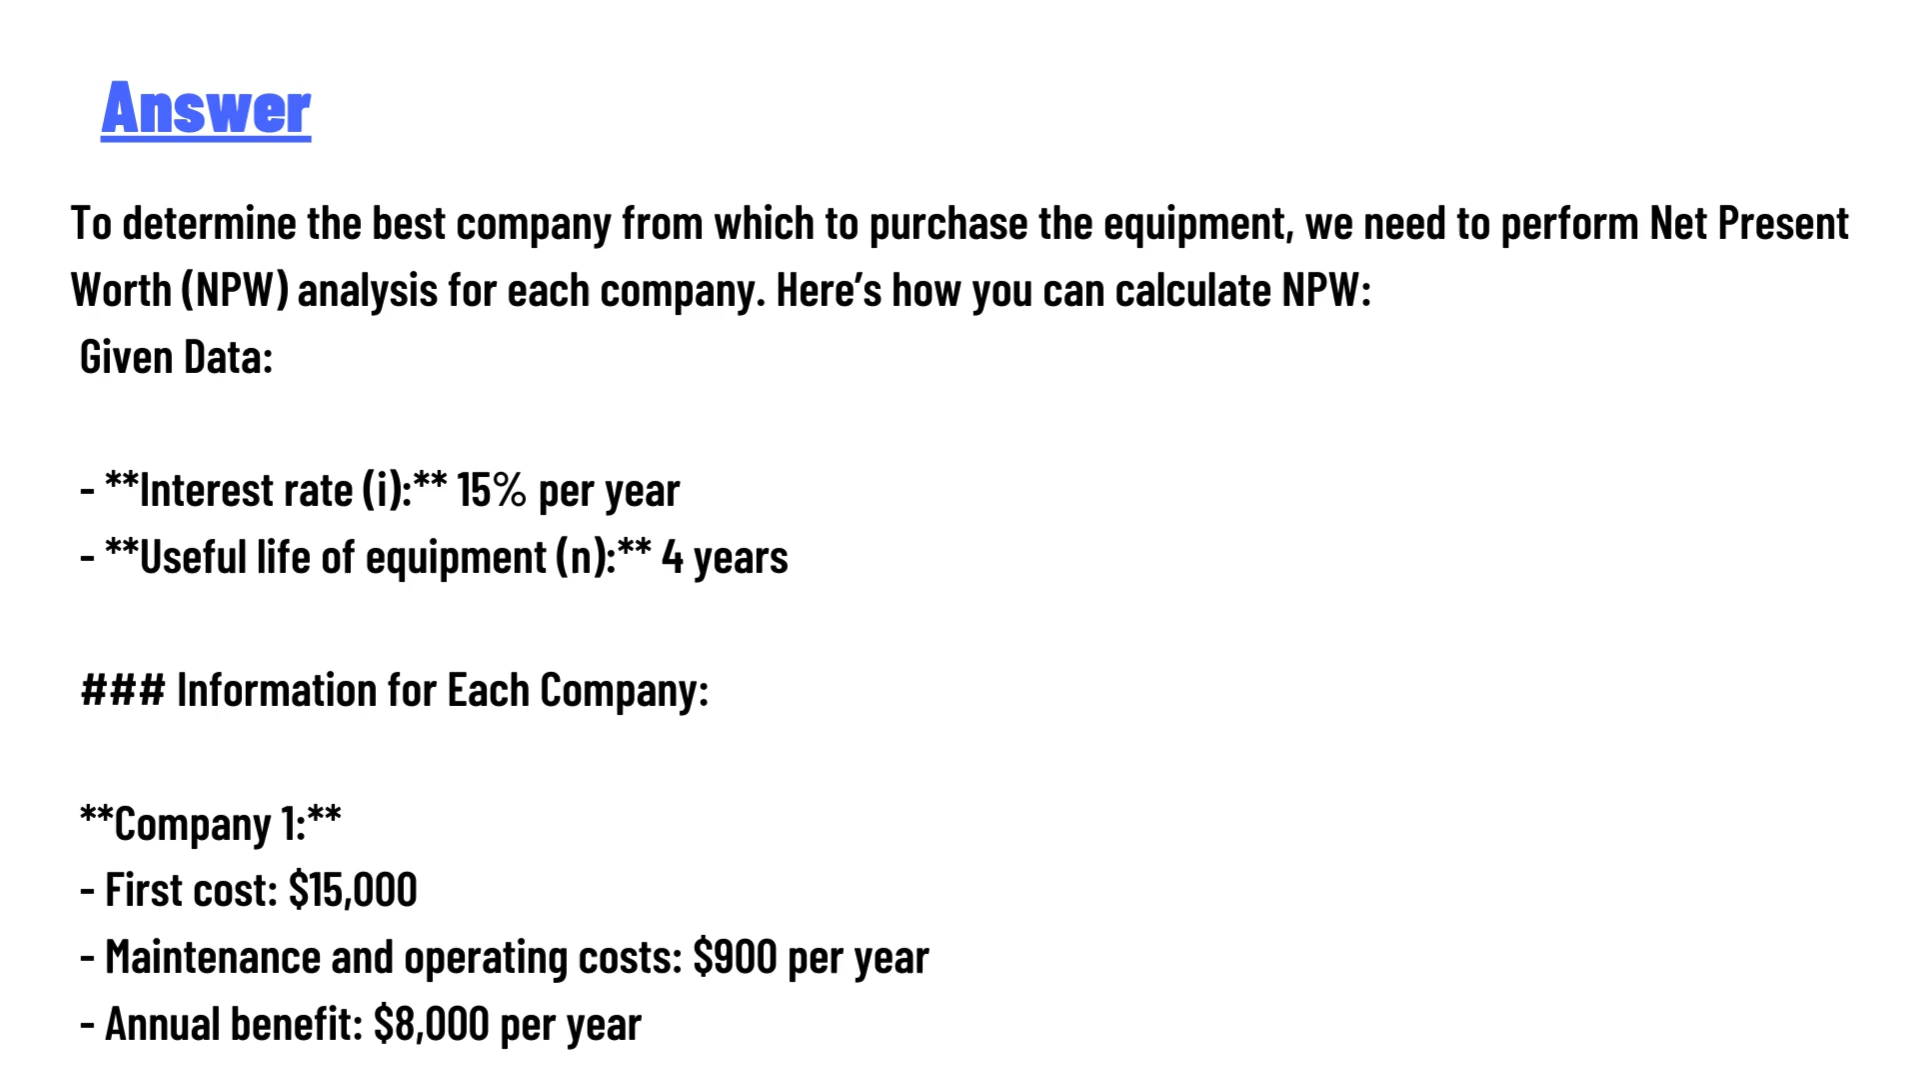 Answer
To determine the best company from which to purchase the equipment, we need to perform Net Present
Worth (NPW) analysis for each company. Here’s how you can calculate NPW:
Given Data:
- **Interest rate (i):** 15% per year
- **Useful life of equipment (n):** 4 years
### Information for Each Company:
**Company 1:**
- First cost: $15,000
- Maintenance and operating costs: $900 per year
- Annual benefit: $8,000 per year